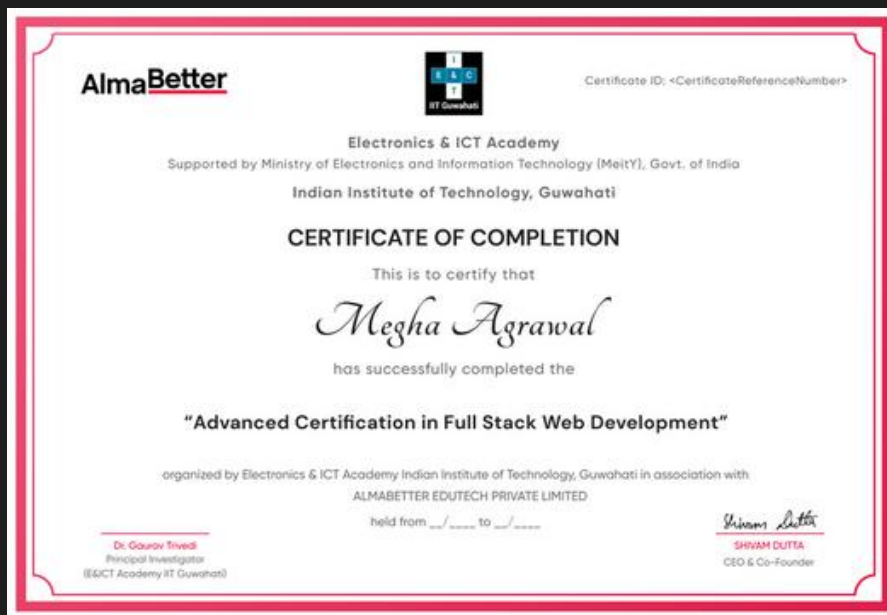 AlmaBetter
I
E & C
T
IIT Guwahati
Certificate ID: <CertificateReferenceNumber>
Electronics & ICT Academy
Supported by Ministry of Electronics and Information Technology (MeitY), Govt. of India
Indian Institute of Technology, Guwahati
CERTIFICATE OF COMPLETION
This is to certify that
Megha Agrawal
has successfully completed the
“Advanced Certification in Full Stack Web Development”
organized by Electronics & ICT Academy Indian Institute of Technology, Guwahati in association with
ALMABETTER EDUTECH PRIVATE LIMITED
held from __/____ to __/____
Dr. Gaurav Trivedi
Principal Investigator
(E&ICT Academy IIT Guwahati)
Shivam Dutta
SHIVAM DUTTA
CEO & Co-Founder